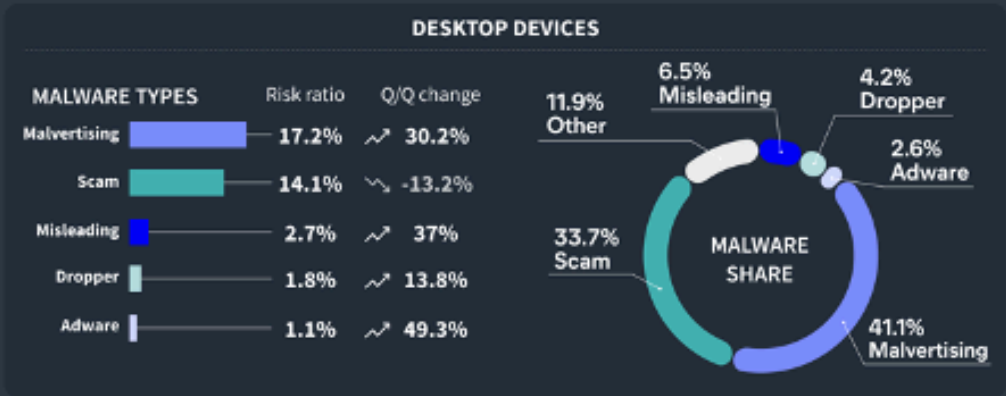 DESKTOP DEVICES
MALWARE TYPES Risk ratio Q/Q change
Malvertising 17.2% 30.2%
Scam 14.1% -13.2%
Misleading 2.7% 37%
Dropper 1.8% 13.8%
Adware 1.1% 49.3%
6.5%
Misleading
4.2%
Dropper
11.9%
Other
2.6%
Adware
33.7%
Scam
MALWARE
SHARE
41.1%
Malvertising